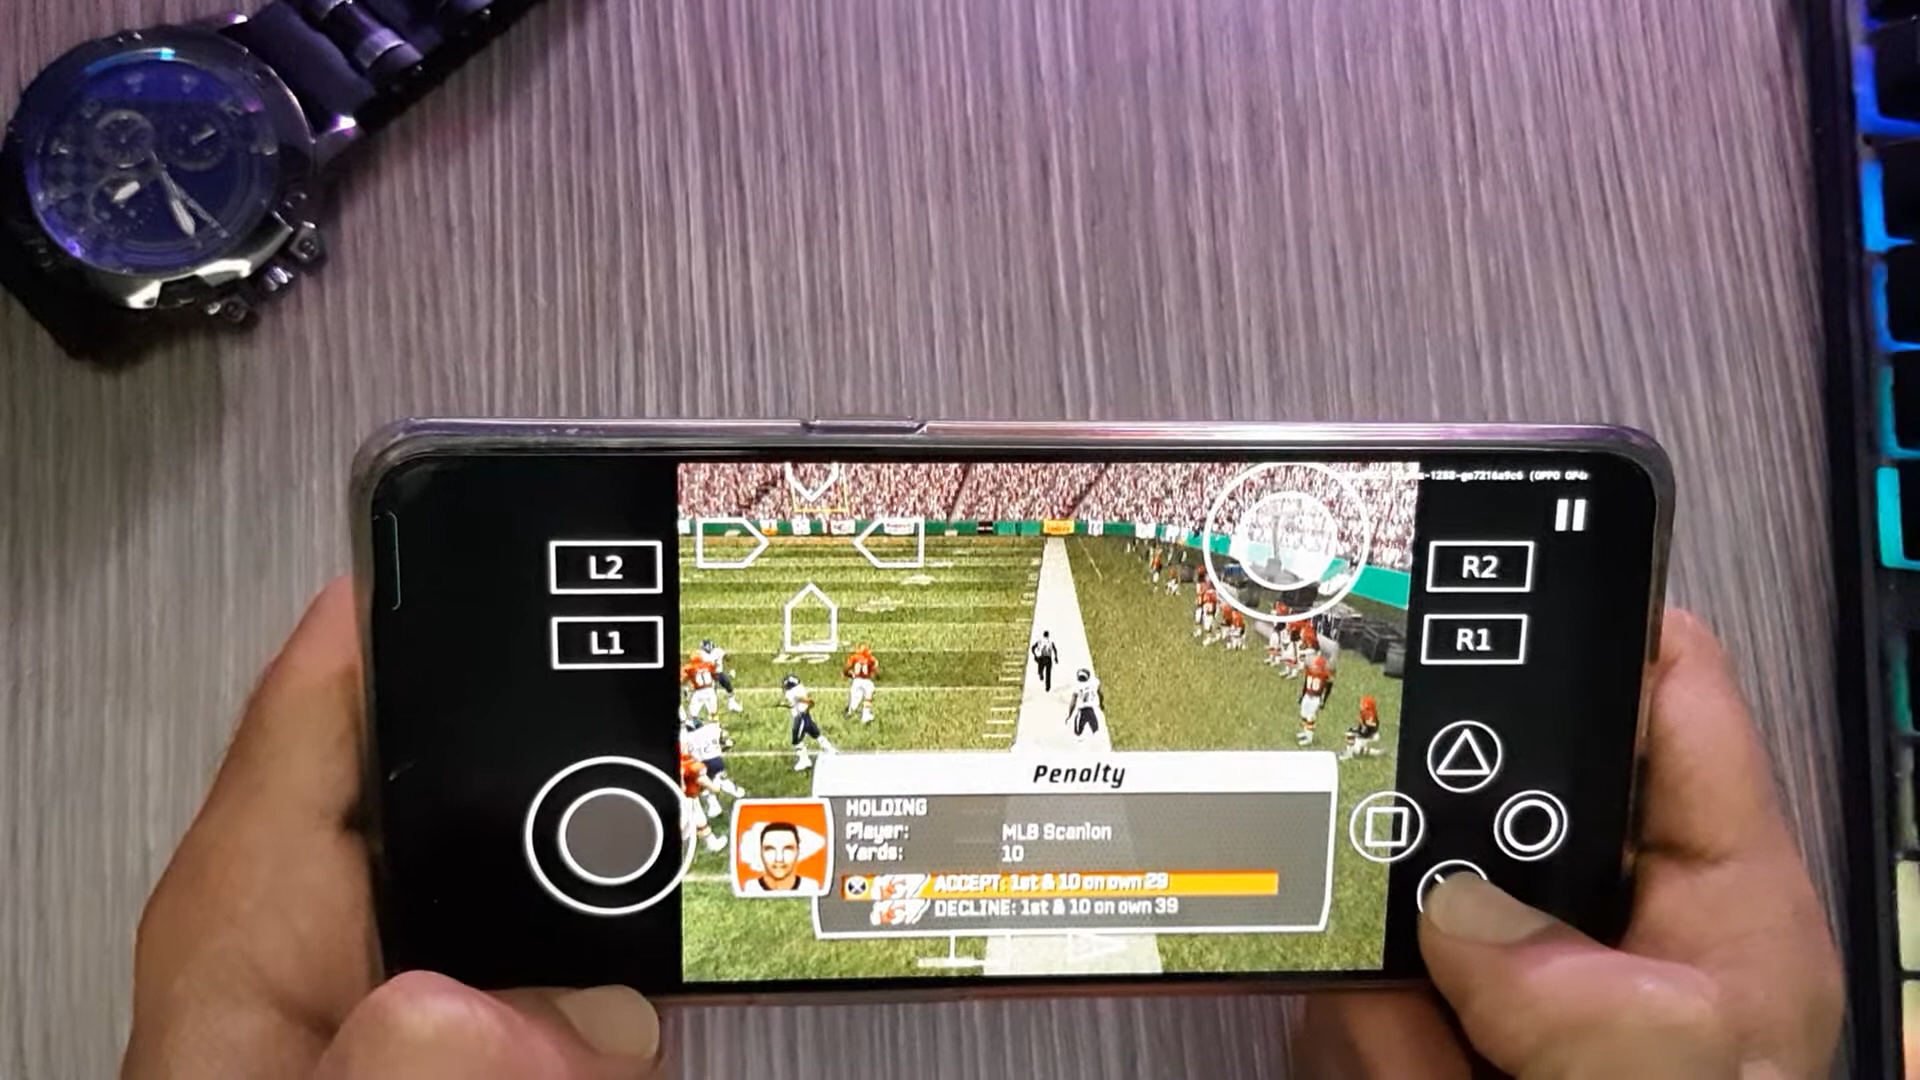 L2
L1
R2
R1
Penalty
HOLDING
Player: MLB Scanlon
Yards: 10
ACCEPT: 1st & 10 on own 29
DECLINE: 1st & 10 on own 39